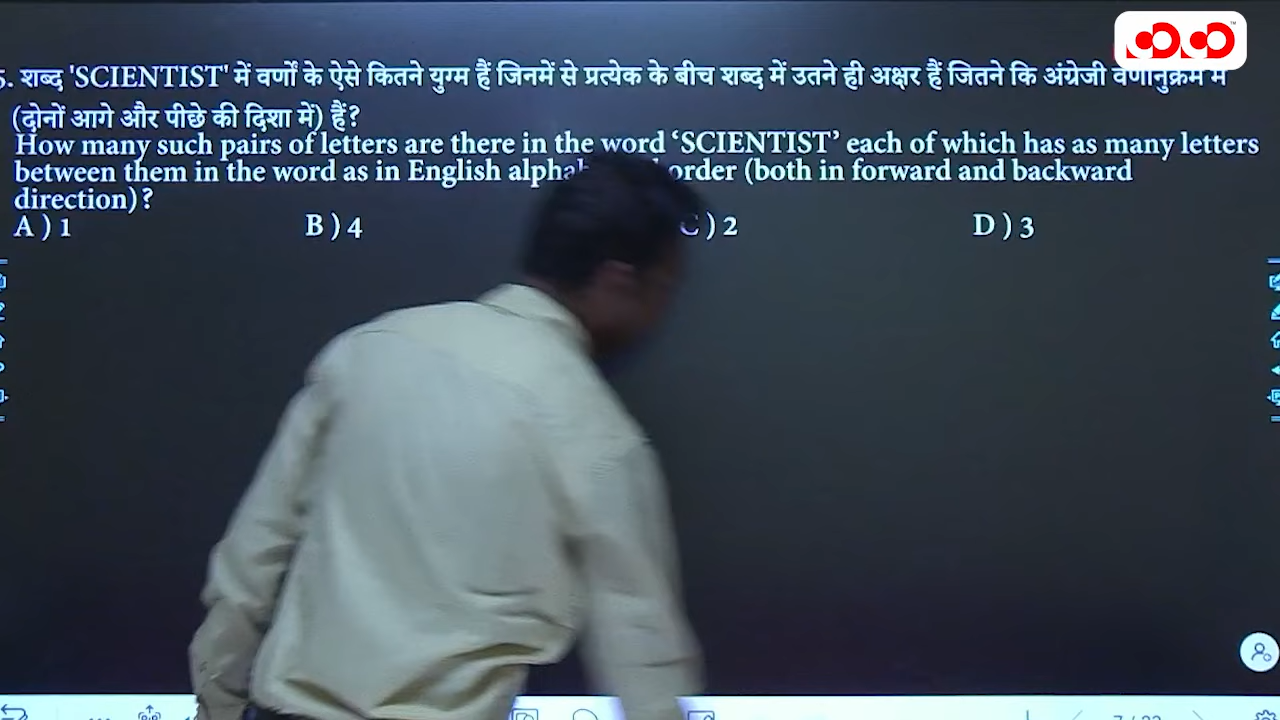 5. शब्द 'SCIENTIST' में वर्णों के ऐसे कितने युग्म हैं जिनमें से प्रत्येक के बीच शब्द में उतने ही अक्षर हैं जितने कि अंग्रेजी वर्णानुक्रम में
(दोनों आगे और पीछे की दिशा में) हैं?
How many such pairs of letters are there in the word ‘SCIENTIST’ each of which has as many letters
between them in the word as in English order (both in forward and backward
direction)?
A ) 1 B ) 4 C ) 2 D ) 3